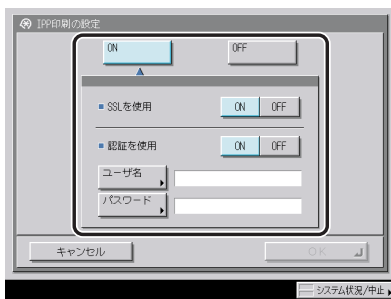 IPP印刷の設定
ON OFF
■ SSLを使用 ON OFF
■ 認証を使用 ON OFF
ユーザ名
パスワード
キャンセル OK
システム状況/中止